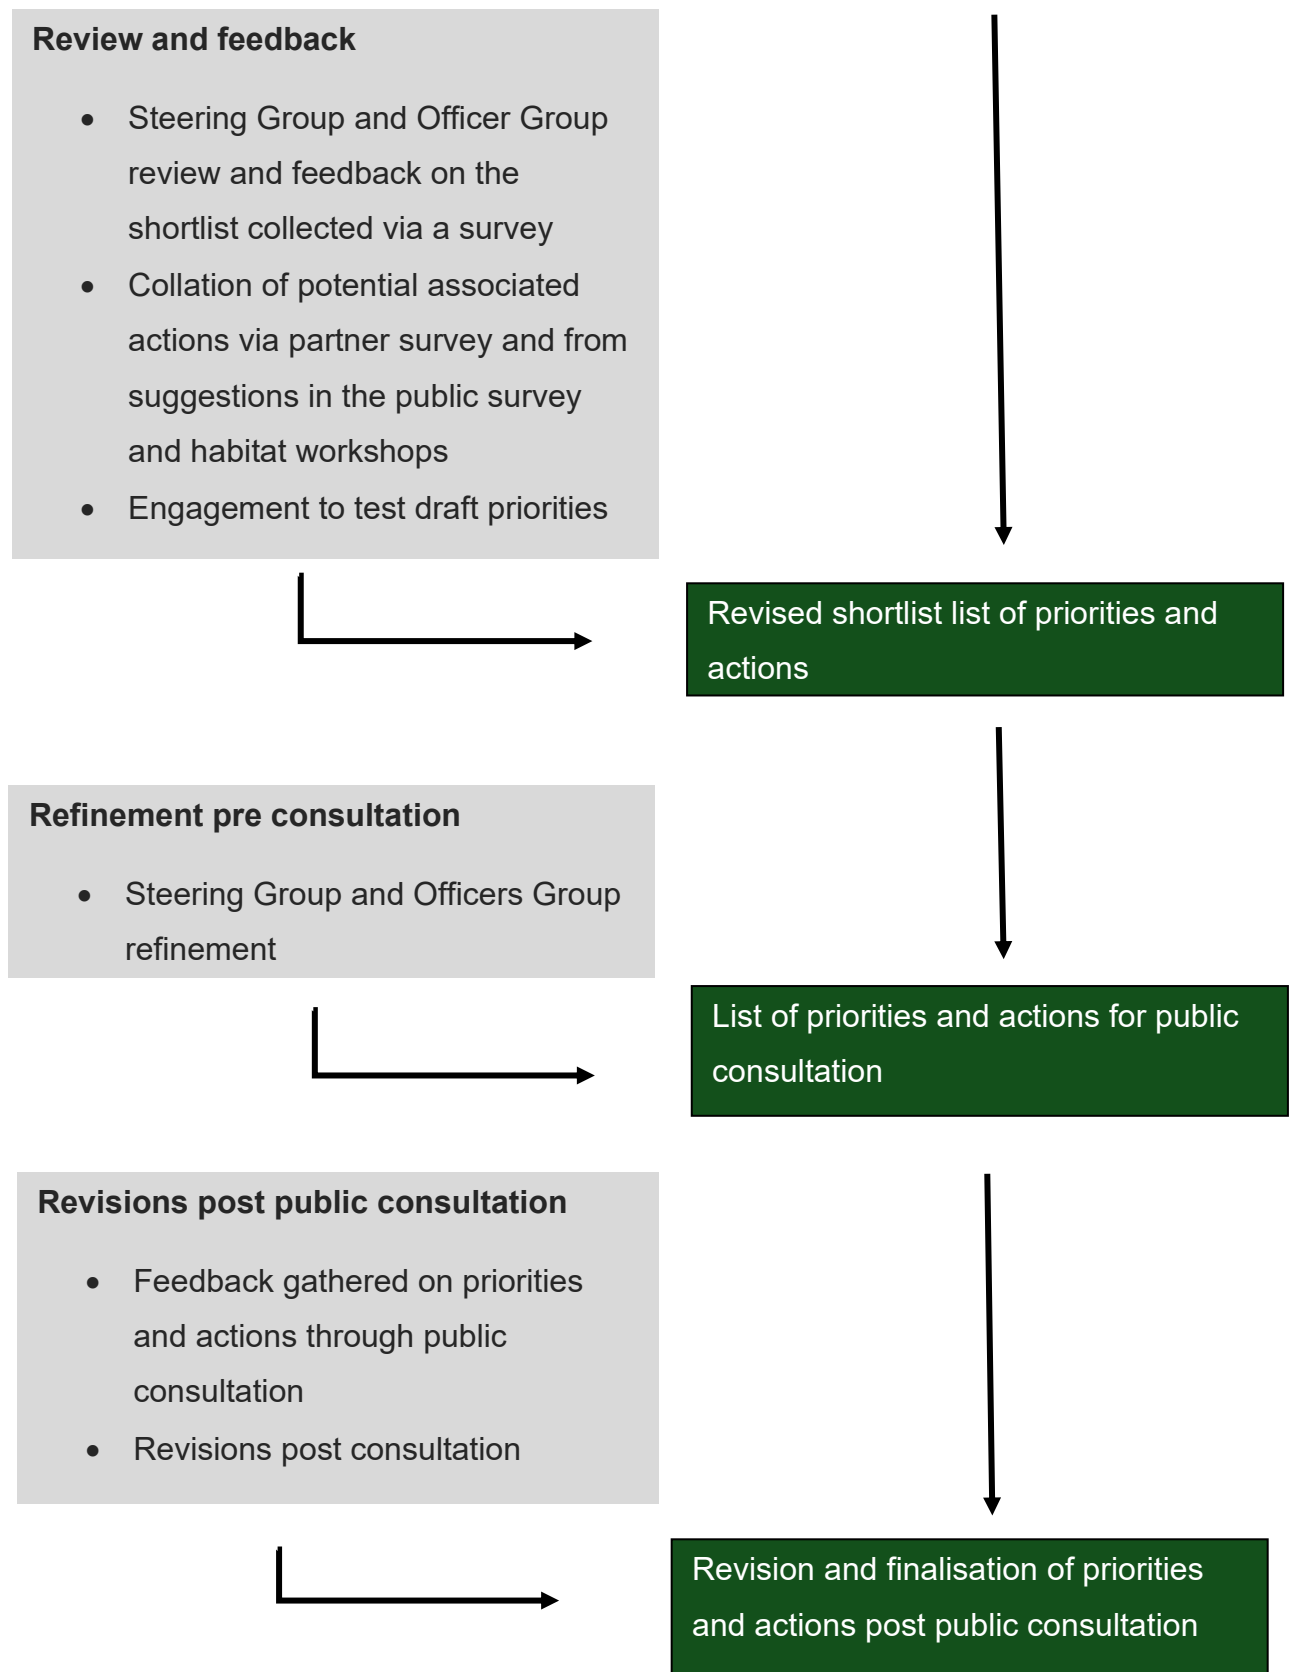 Review and feedback
• Steering Group and Officer Group
review and feedback on the
shortlist collected via a survey
• Collation of potential associated
actions via partner survey and from
suggestions in the public survey
and habitat workshops
• Engagement to test draft priorities
Revised shortlist list of priorities and
actions
Refinement pre consultation
• Steering Group and Officers Group
refinement
List of priorities and actions for public
consultation
Revisions post public consultation
• Feedback gathered on priorities
and actions through public
consultation
• Revisions post consultation
Revision and finalisation of priorities
and actions post public consultation